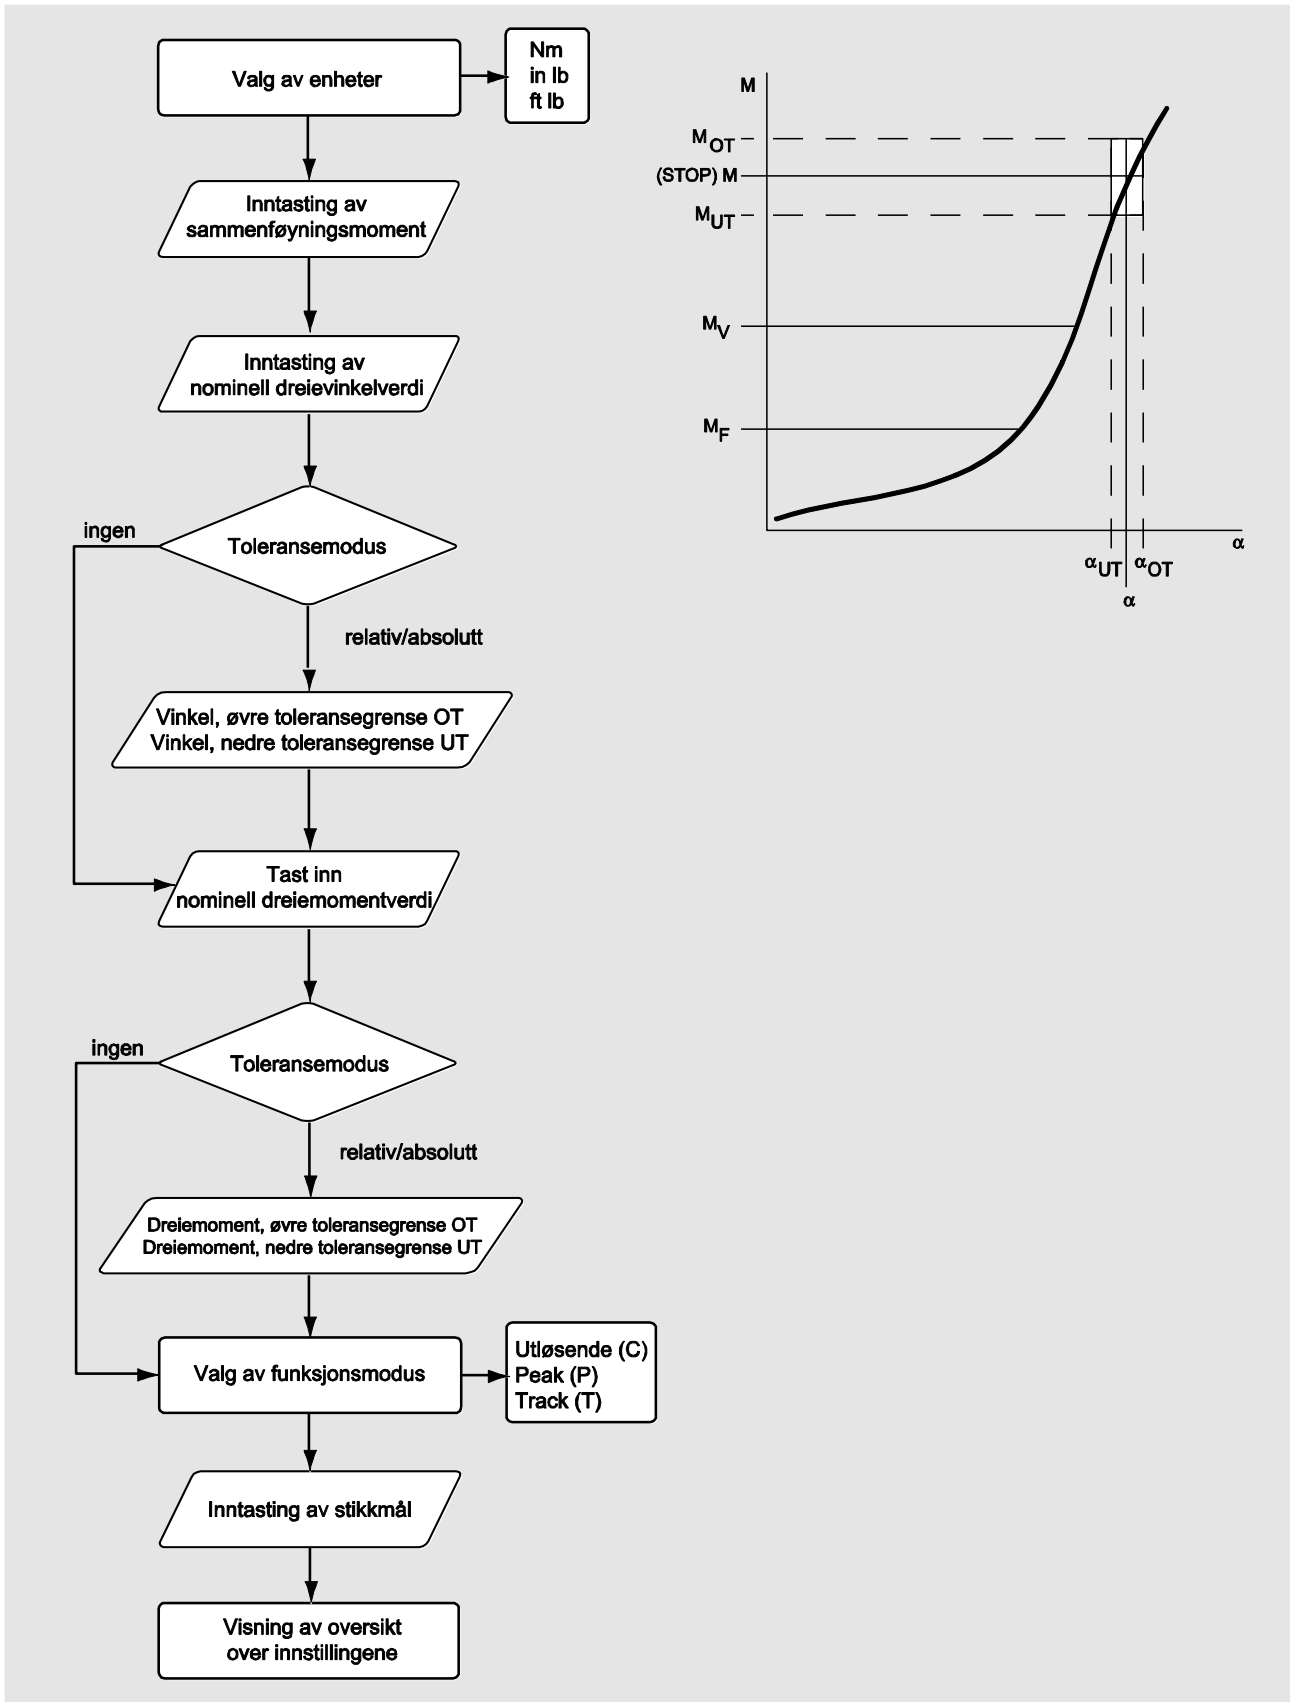 Valg av enheter
Nm
in lb
ft lb
Inntasting av
sammenføyningsmoment
Inntasting av
nominell dreievinkelverdi
ingen
Toleransemodus
relativ/absolutt
Vinkel, øvre toleransegrense OT
Vinkel, nedre toleransegrense UT
Tast inn
nominell dreiemomentverdi
ingen
Toleransemodus
relativ/absolutt
Dreiemoment, øvre toleransegrense OT
Dreiemoment, nedre toleransegrense UT
Valg av funksjonsmodus
Utløsende (C)
Peak (P)
Track (T)
Inntasting av stikkmål
Visning av oversikt
over innstillingene
M
M OT
(STOP) M
M UT
M V
M F
α
α UT α OT
α